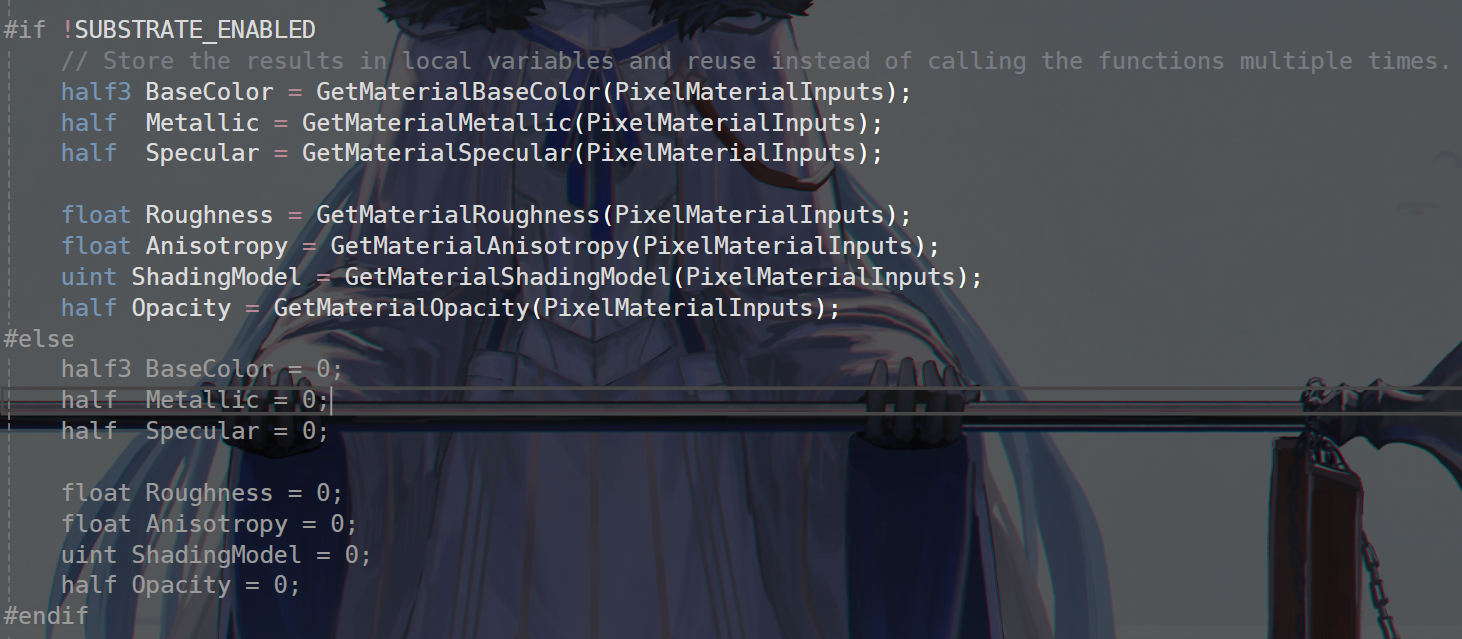 #if !SUBSTRATE_ENABLED
// Store the results in local variables and reuse instead of calling the functions multiple times.
half3 BaseColor = GetMaterialBaseColor(PixelMaterialInputs);
half  Metallic = GetMaterialMetallic(PixelMaterialInputs);
half  Specular = GetMaterialSpecular(PixelMaterialInputs);
float Roughness = GetMaterialRoughness(PixelMaterialInputs);
float Anisotropy = GetMaterialAnisotropy(PixelMaterialInputs);
uint ShadingModel = GetMaterialShadingModel(PixelMaterialInputs);
half Opacity = GetMaterialOpacity(PixelMaterialInputs);
#else
half3 BaseColor = 0;
half  Metallic = 0;
half  Specular = 0;
float Roughness = 0;
float Anisotropy = 0;
uint ShadingModel = 0;
half Opacity = 0;
#endif